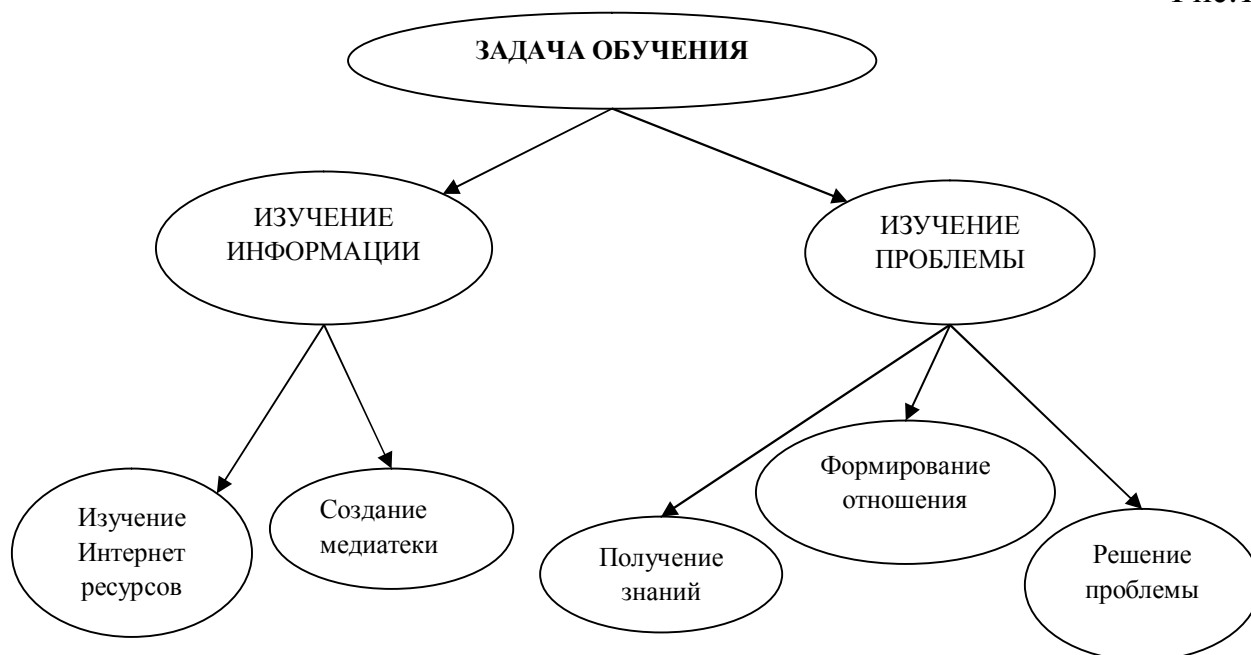 ЗАДАЧА ОБУЧЕНИЯ
ИЗУЧЕНИЕ
ИНФОРМАЦИИ
ИЗУЧЕНИЕ
ПРОБЛЕМЫ
Изучение
Интернет
ресурсов
Создание
медиатеки
Получение
знаний
Формирование
отношения
Решение
проблемы